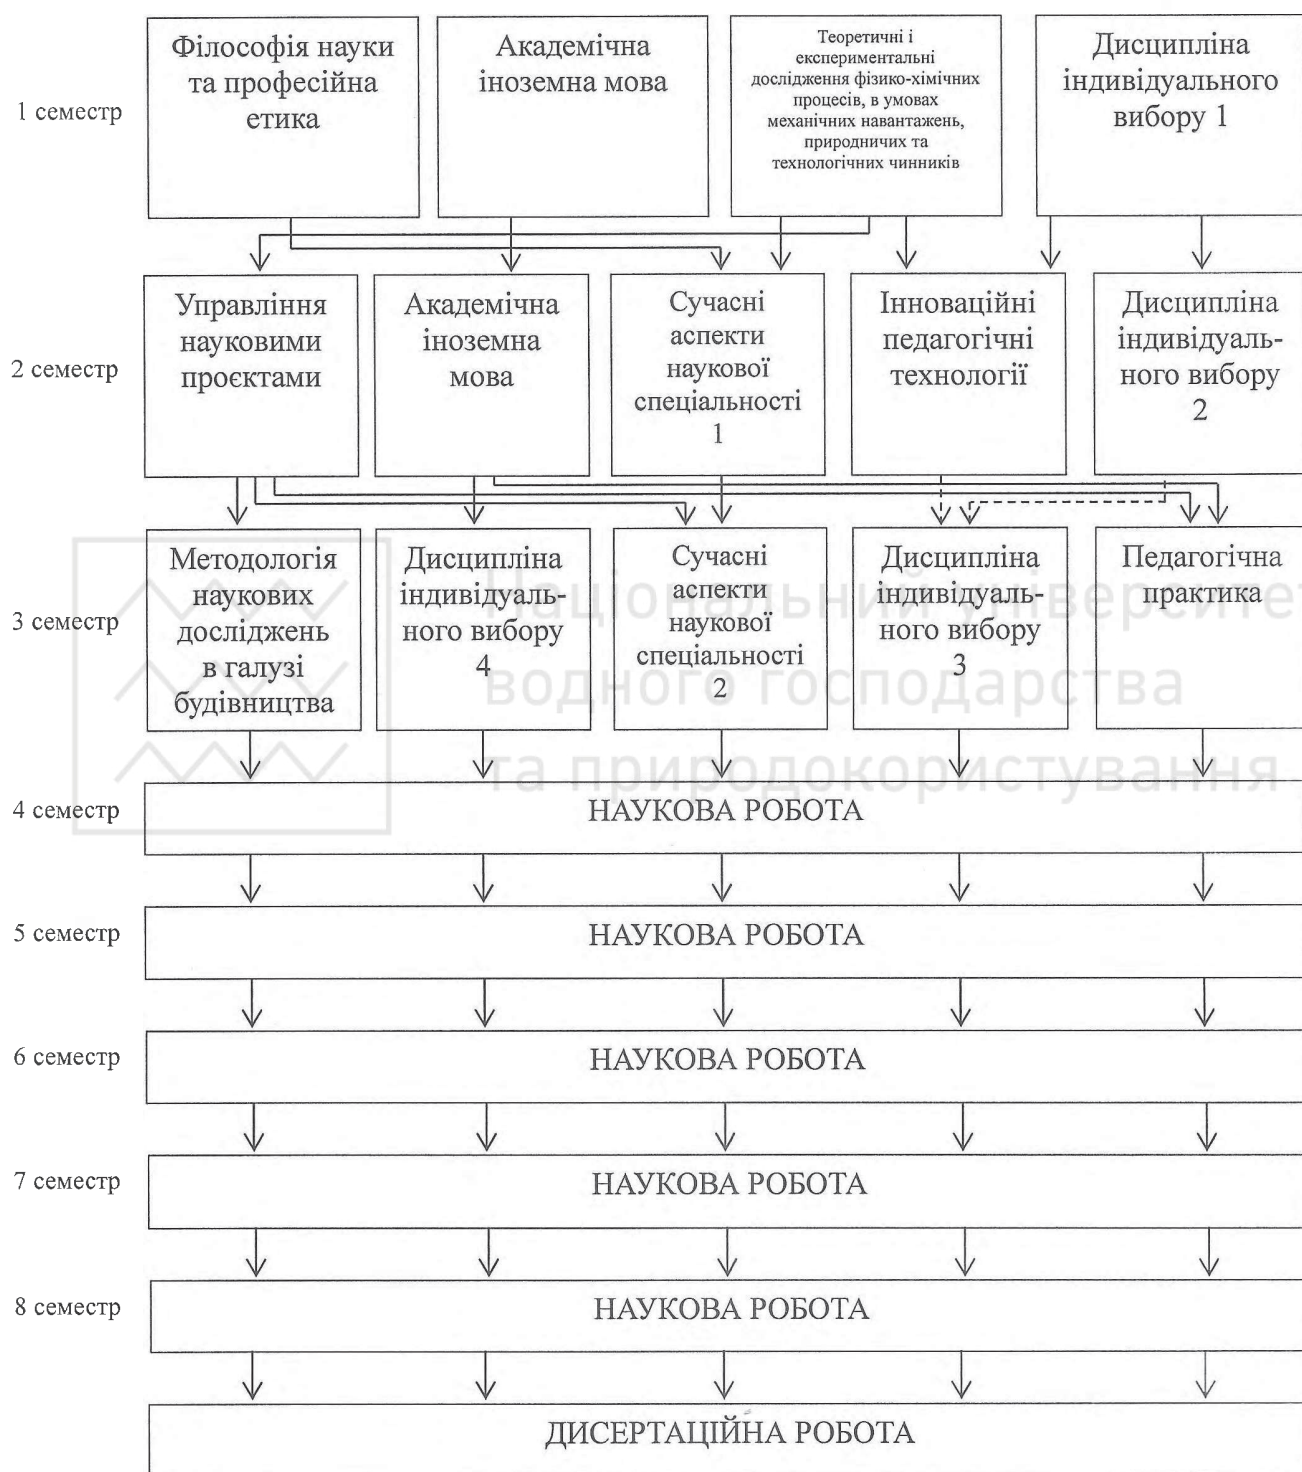 1 семестр
Філософія науки
та професійна
етика
Академічна
іноземна мова
Теоретичні і
експериментальні
дослідження фізико-хімічних
процесів, в умовах
механічних навантажень,
природничих та
технологічних чинників
Дисципліна
індивідуального
вибору 1
2 семестр
Управління
науковими
проєктами
Академічна
іноземна
мова
Сучасні
аспекти
наукової
спеціальності
1
Інноваційні
педагогічні
технології
Дисципліна
індивідуаль-
ного вибору
2
3 семестр
Методологія
наукових
досліджень
в галузі
будівництва
Дисципліна
індивідуаль-
ного вибору
4
Сучасні
аспекти
наукової
спеціальності
2
Дисципліна
індивідуаль-
ного вибору
3
Педагогічна
практика
Національний університет
водного господарства
та природокористування
4 семестр
НАУКОВА РОБОТА
5 семестр
НАУКОВА РОБОТА
6 семестр
НАУКОВА РОБОТА
7 семестр
НАУКОВА РОБОТА
8 семестр
НАУКОВА РОБОТА
ДИСЕРТАЦІЙНА РОБОТА